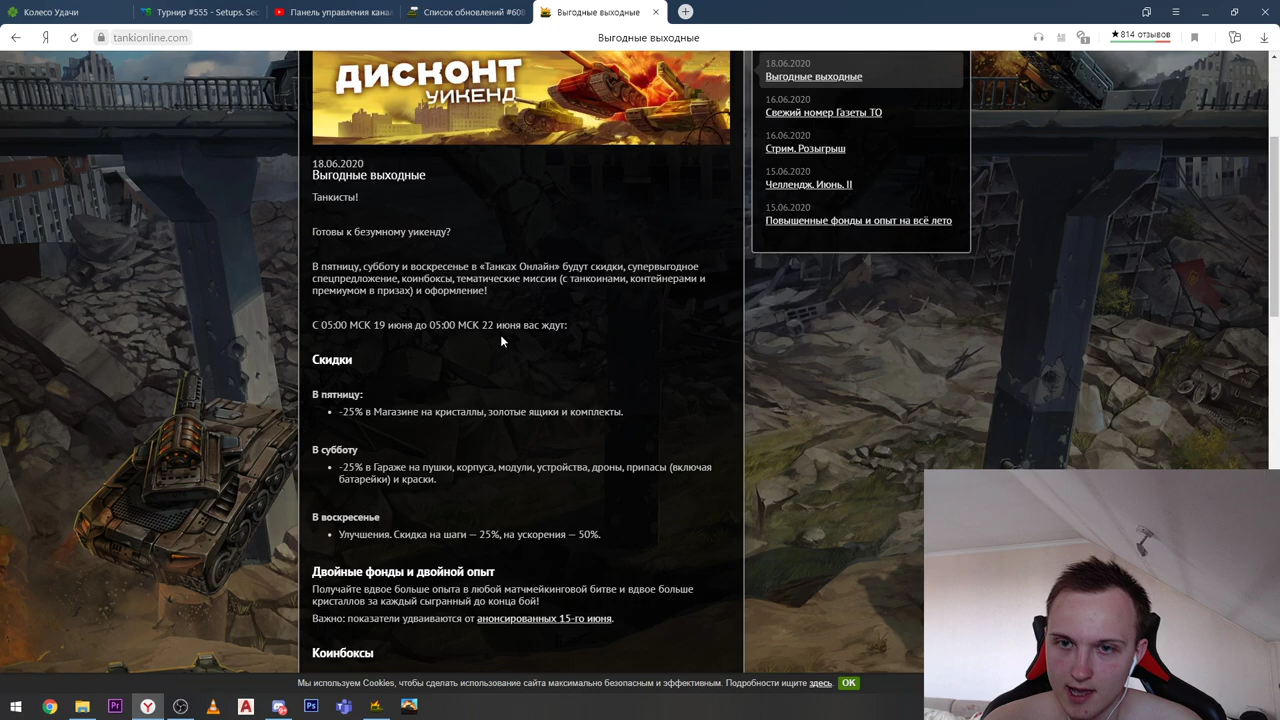 Колесо Удачи
Турнир #555 - Setups. Sec
Панель управления кана
Список обновлений #608
Выгодные выходные
tankionline.com
Выгодные выходные
★814 отзывов
ДИСКОНТ
УИКЕНД
18.06.2020
Выгодные выходные
Танкисты!
Готовы к безумному уикенду?
В пятницу, субботу и воскресенье в «Танках Онлайн» будут скидки, супервыгодное
спецпредложение, коинбоксы, тематические миссии (с танкоинами, контейнерами и
премиумом в призах) и оформление!
С 05:00 МСК 19 июня до 05:00 МСК 22 июня вас ждут:
Скидки
В пятницу:
-25% в Магазине на кристаллы, золотые ящики и комплекты.
В субботу
-25% в Гараже на пушки, корпуса, модули, устройства, дроны, припасы (включая
батарейки) и краски.
В воскресенье
Улучшения. Скидка на шаги — 25%, на ускорения — 50%.
Двойные фонды и двойной опыт
Получайте вдвое больше опыта в любой матчмейкинговой битве и вдвое больше
кристаллов за каждый сыгранный до конца бой!
Важно: показатели удваиваются от анонсированных 15-го июня.
Коинбоксы
18.06.2020
Выгодные выходные
16.06.2020
Свежий номер Газеты ТО
16.06.2020
Стрим. Розыгрыш
15.06.2020
Челлендж. Июнь. II
15.06.2020
Повышенные фонды и опыт на всё лето
Мы используем Cookies, чтобы сделать использование сайта максимально безопасным и эффективным. Подробности ищите здесь. OK